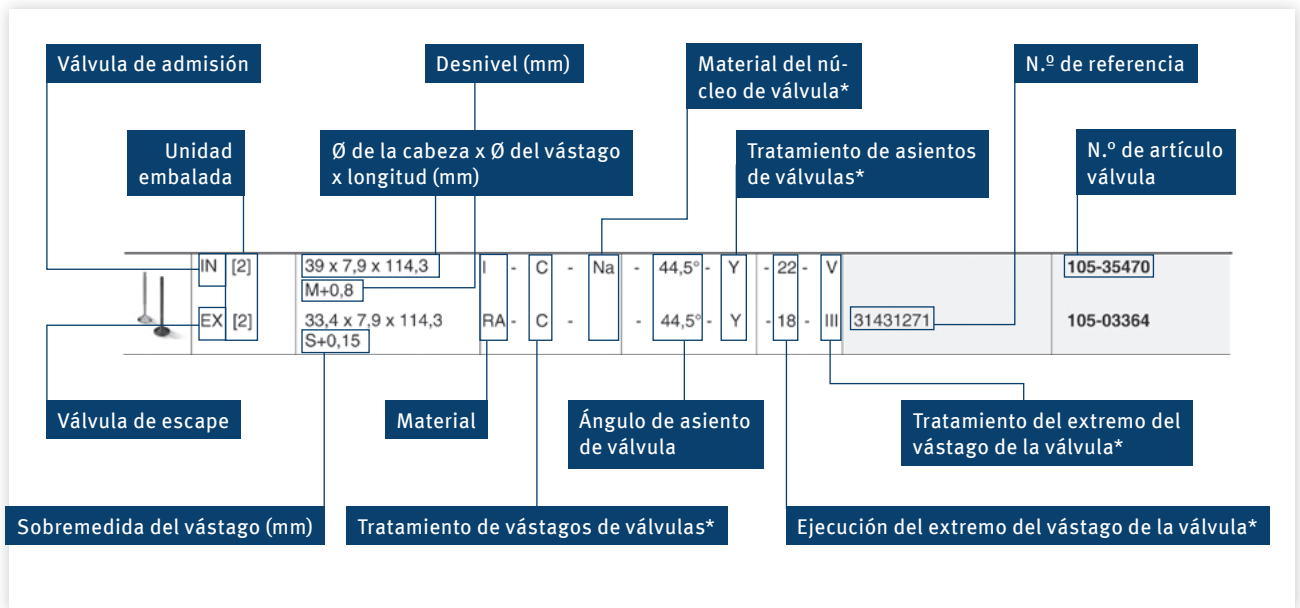 Válvula de admisión
Desnivel (mm)
Material del nú-
cleo de válvula*
N.º de referencia
Unidad
embalada
Ø de la cabeza x Ø del vástago
x longitud (mm)
Tratamiento de asientos
de válvulas*
N.º de artículo
válvula
IN [2] 39 x 7,9 x 114,3 I - C - Na - 44,5° - Y - 22 - V 105-35470
M+0,8
EX [2] 33,4 x 7,9 x 114,3 RA - C - - 44,5° - Y - 18 - III 31431271 105-03364
S+0,15
Válvula de escape
Material
Ángulo de asiento
de válvula
Tratamiento del extremo del
vástago de la válvula*
Sobremedida del vástago (mm)
Tratamiento de vástagos de válvulas*
Ejecución del extremo del vástago de la válvula*